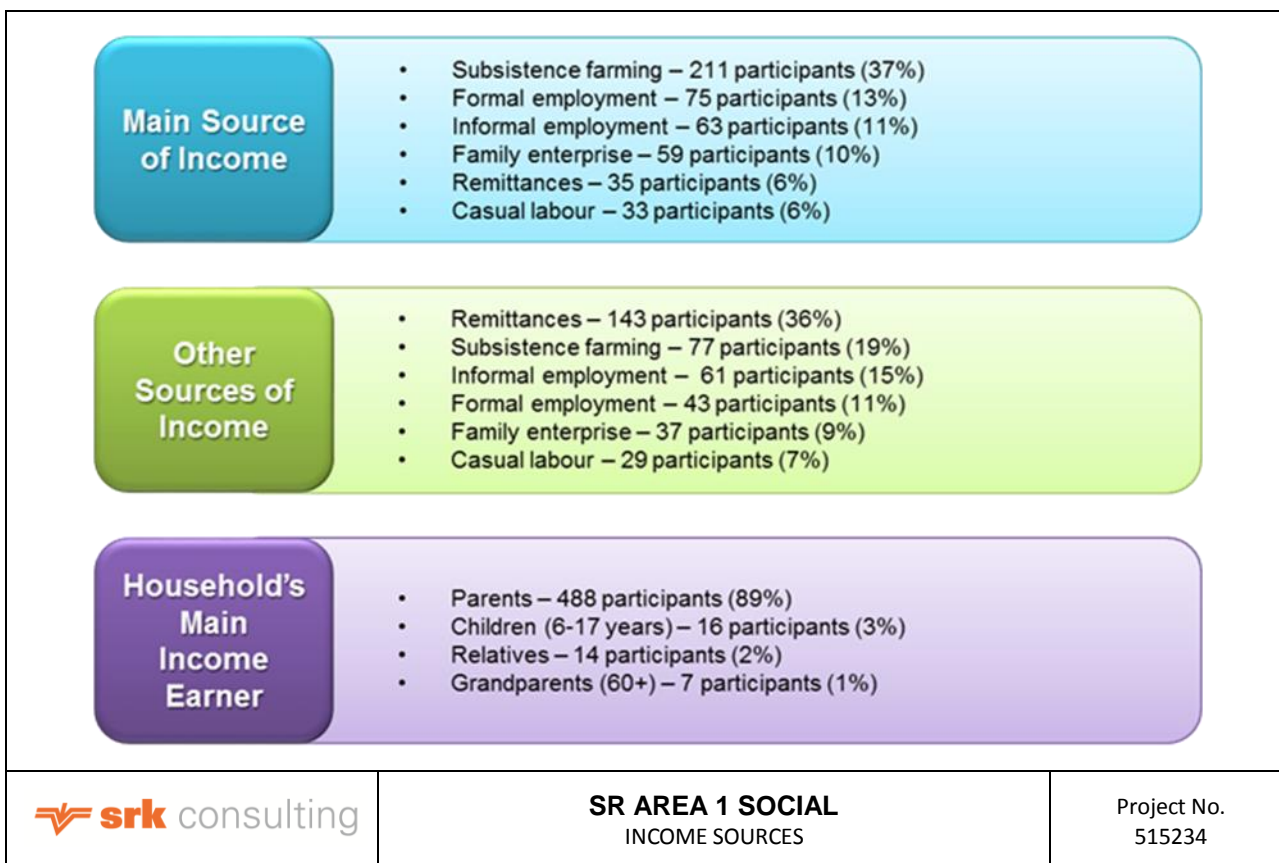 Main Source
of Income
• Subsistence farming – 211 participants (37%)
• Formal employment – 75 participants (13%)
• Informal employment – 63 participants (11%)
• Family enterprise – 59 participants (10%)
• Remittances – 35 participants (6%)
• Casual labour – 33 participants (6%)
Other
Sources of
Income
• Remittances – 143 participants (36%)
• Subsistence farming – 77 participants (19%)
• Informal employment – 61 participants (15%)
• Formal employment – 43 participants (11%)
• Family enterprise – 37 participants (9%)
• Casual labour – 29 participants (7%)
Household's
Main
Income
Earner
• Parents – 488 participants (89%)
• Children (6-17 years) – 16 participants (3%)
• Relatives – 14 participants (2%)
• Grandparents (60+) – 7 participants (1%)
srk consulting
SR AREA 1 SOCIAL
INCOME SOURCES
Project No.
515234